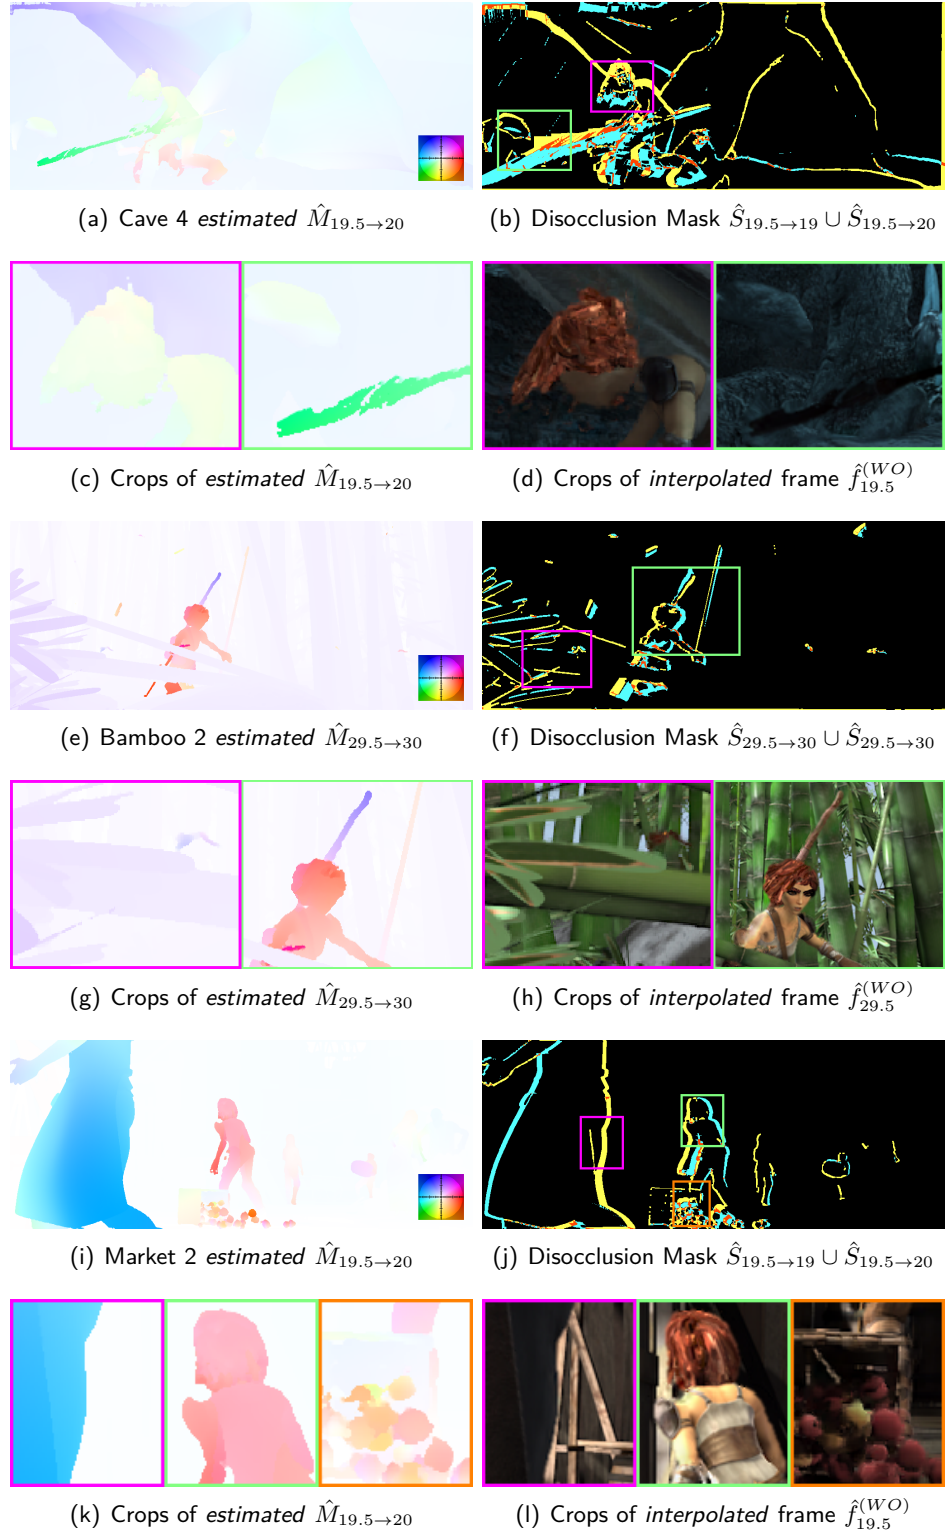 (a) Cave 4 estimated M̂₁₉.₅→₂₀
(b) Disocclusion Mask Ŝ₁₉.₅→₁₉ ∪ Ŝ₁₉.₅→₂₀
(c) Crops of estimated M̂₁₉.₅→₂₀
(d) Crops of interpolated frame f̂₁₉.₅⁽ᵂᴼ⁾
(e) Bamboo 2 estimated M̂₂₉.₅→₃₀
(f) Disocclusion Mask Ŝ₂₉.₅→₃₀ ∪ Ŝ₂₉.₅→₃₀
(g) Crops of estimated M̂₂₉.₅→₃₀
(h) Crops of interpolated frame f̂₂₉.₅⁽ᵂᴼ⁾
(i) Market 2 estimated M̂₁₉.₅→₂₀
(j) Disocclusion Mask Ŝ₁₉.₅→₁₉ ∪ Ŝ₁₉.₅→₂₀
(k) Crops of estimated M̂₁₉.₅→₂₀
(l) Crops of interpolated frame f̂₁₉.₅⁽ᵂᴼ⁾